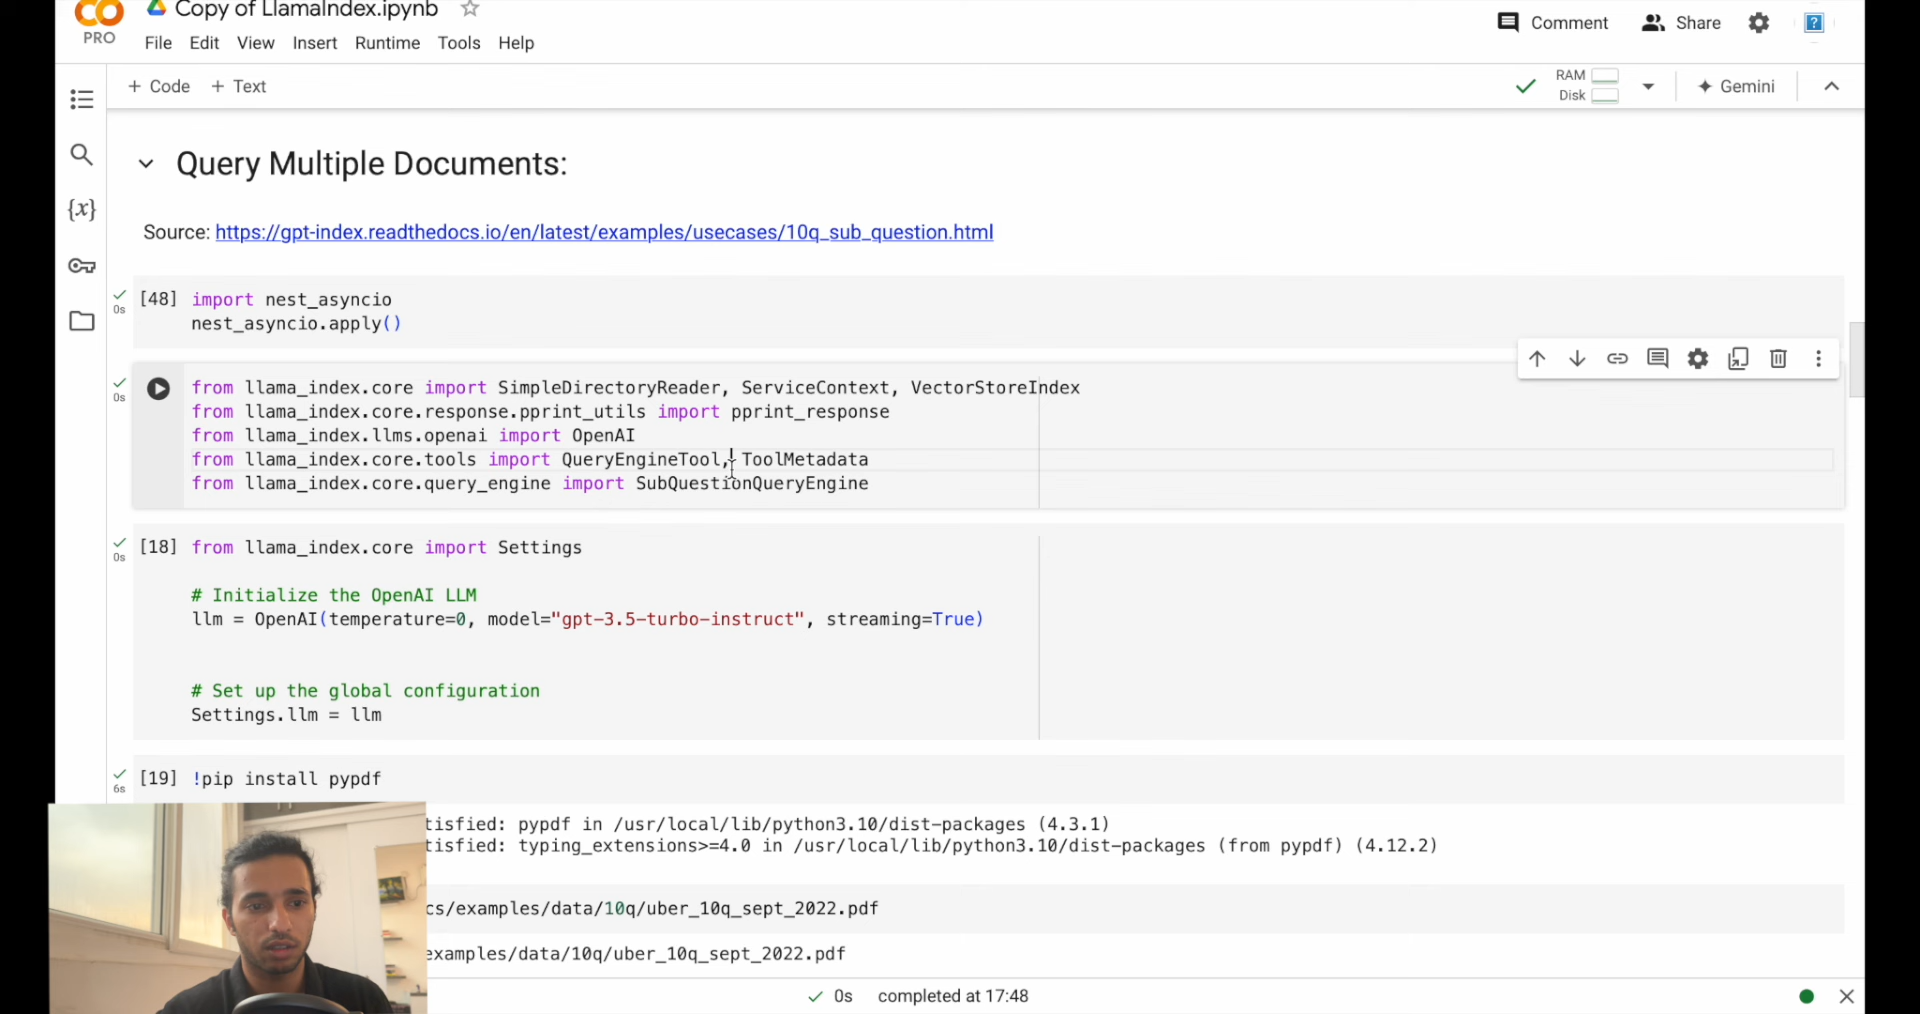 Copy of LlamaIndex.ipynb
PRO
File Edit View Insert Runtime Tools Help
Comment Share
+ Code + Text
RAM
Disk
Gemini
Query Multiple Documents:
Source: https://gpt-index.readthedocs.io/en/latest/examples/usecases/10q_sub_question.html
{x}
[48] import nest_asyncio
0s
nest_asyncio.apply()
from llama_index.core import SimpleDirectoryReader, ServiceContext, VectorStoreIndex
0s
from llama_index.core.response.pprint_utils import pprint_response
from llama_index.llms.openai import OpenAI
from llama_index.core.tools import QueryEngineTool, ToolMetadata
from llama_index.core.query_engine import SubQuestionQueryEngine
[18] from llama_index.core import Settings
0s
# Initialize the OpenAI LLM
llm = OpenAI(temperature=0, model="gpt-3.5-turbo-instruct", streaming=True)
# Set up the global configuration
Settings.llm = llm
[19] !pip install pypdf
6s
tisfied: pypdf in /usr/local/lib/python3.10/dist-packages (4.3.1)
tisfied: typing_extensions>=4.0 in /usr/local/lib/python3.10/dist-packages (from pypdf) (4.12.2)
cs/examples/data/10q/uber_10q_sept_2022.pdf
examples/data/10q/uber_10q_sept_2022.pdf
0s completed at 17:48